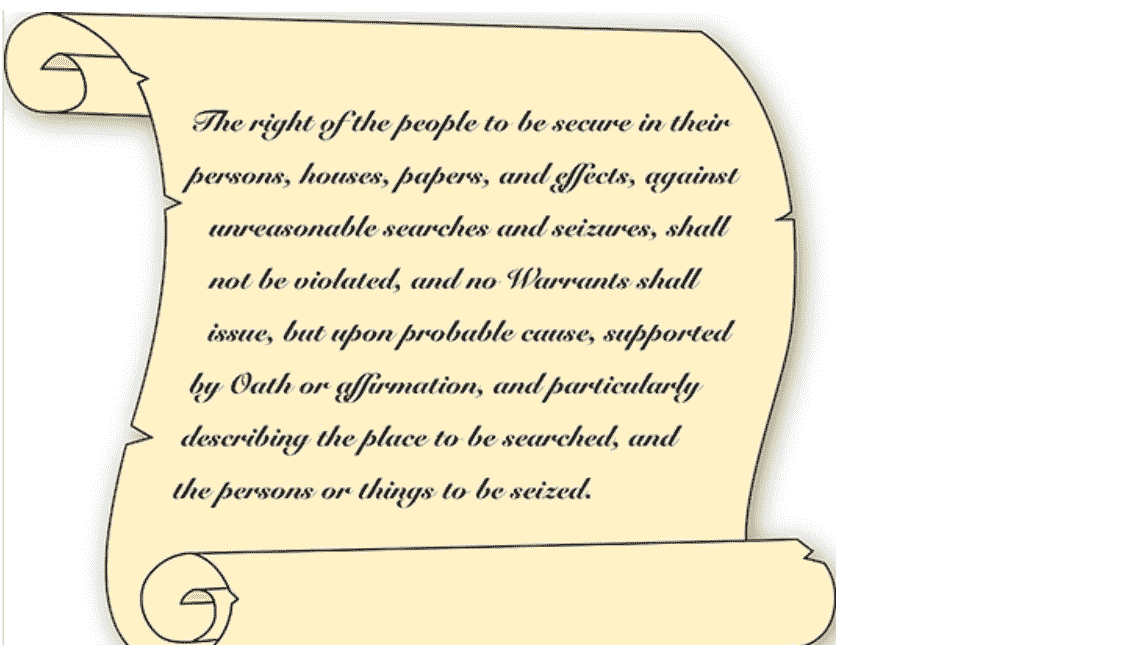 The right of the people to be secure in their
persons, houses, papers, and effects, against
unreasonable searches and seizures, shall
not be violated, and no Warrants shall
issue, but upon probable cause, supported
by Oath or affirmation, and particularly
describing the place to be searched, and
the persons or things to be seized.